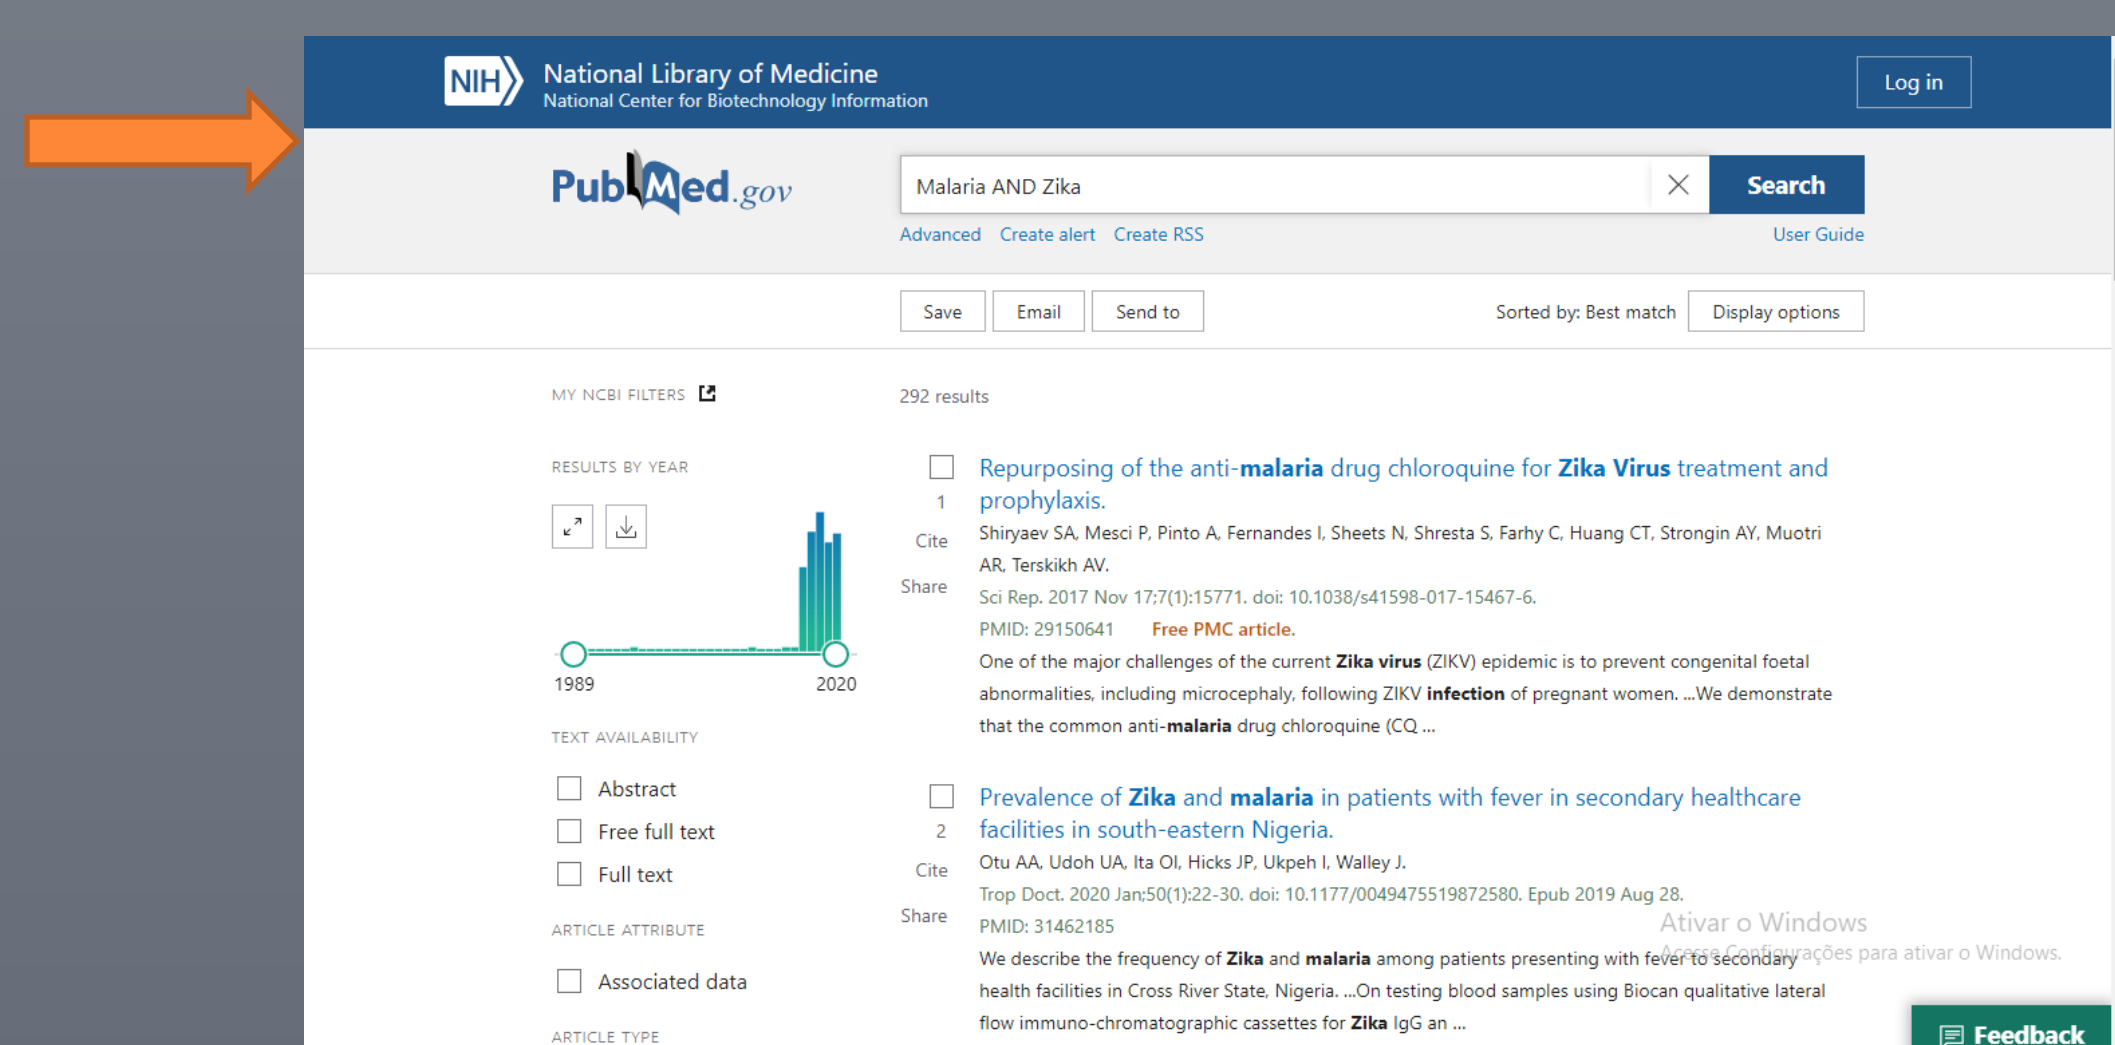 NIH
National Library of Medicine
National Center for Biotechnology Information
Log in
PubMed.gov
Malaria AND Zika
Search
Advanced Create alert Create RSS
User Guide
Save Email Send to
Sorted by: Best match Display options
MY NCBI FILTERS
292 results
RESULTS BY YEAR
1989 2020
TEXT AVAILABILITY
Abstract
Free full text
Full text
ARTICLE ATTRIBUTE
Associated data
ARTICLE TYPE
1
Cite
Share
Repurposing of the anti-malaria drug chloroquine for Zika Virus treatment and
prophylaxis.
Shiryaev SA, Mesci P, Pinto A, Fernandes I, Sheets N, Shresta S, Farhy C, Huang CT, Strongin AY, Muotri
AR, Terskikh AV.
Sci Rep. 2017 Nov 17;7(1):15771. doi: 10.1038/s41598-017-15467-6.
PMID: 29150641 Free PMC article.
One of the major challenges of the current Zika virus (ZIKV) epidemic is to prevent congenital foetal
abnormalities, including microcephaly, following ZIKV infection of pregnant women. ...We demonstrate
that the common anti-malaria drug chloroquine (CQ ...
2
Cite
Share
Prevalence of Zika and malaria in patients with fever in secondary healthcare
facilities in south-eastern Nigeria.
Otu AA, Udoh UA, Ita OI, Hicks JP, Ukpeh I, Walley J.
Trop Doct. 2020 Jan;50(1):22-30. doi: 10.1177/0049475519872580. Epub 2019 Aug 28.
PMID: 31462185
We describe the frequency of Zika and malaria among patients presenting with fever to secondary
health facilities in Cross River State, Nigeria. ...On testing blood samples using Biocan qualitative lateral
flow immuno-chromatographic cassettes for Zika IgG an ...
Ativar o Windows
Acesse Configurações para ativar o Windows.
Feedback